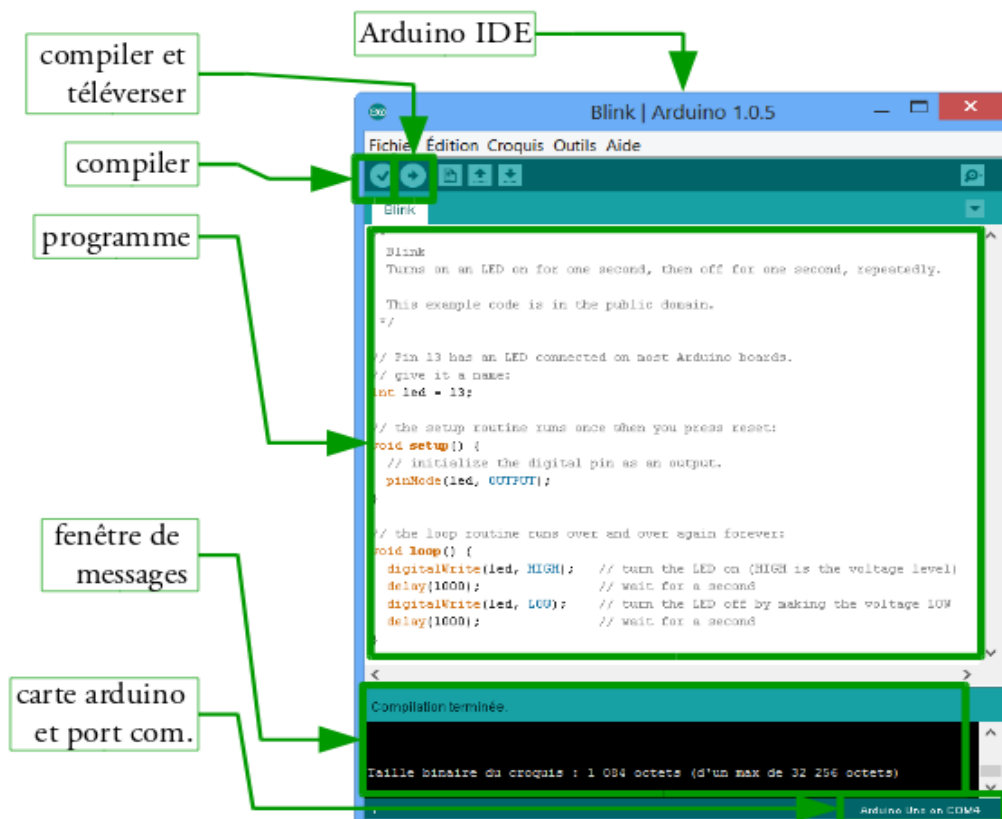 Arduino IDE
compiler et
téléverser
compiler
programme
fenêtre de
messages
carte arduino
et port com.
Blink | Arduino 1.0.5
Fichier Édition Croquis Outils Aide
Blink
Blink
Turns on an LED on for one second, then off for one second, repeatedly.
This example code is in the public domain.
*/
// Pin 13 has an LED connected on most Arduino boards.
// give it a name:
int led = 13;
// the setup routine runs once when you press reset:
void setup() {
// initialize the digital pin as an output.
pinMode(led, OUTPUT);
}
// the loop routine runs over and over again forever:
void loop() {
digitalWrite(led, HIGH); // turn the LED on (HIGH is the voltage level)
delay(1000); // wait for a second
digitalWrite(led, LOW); // turn the LED off by making the voltage LOW
delay(1000); // wait for a second
}
Compilation terminée.
Taille binaire du croquis : 1 084 octets (d'un max de 32 256 octets)
Arduino Uno on COM4